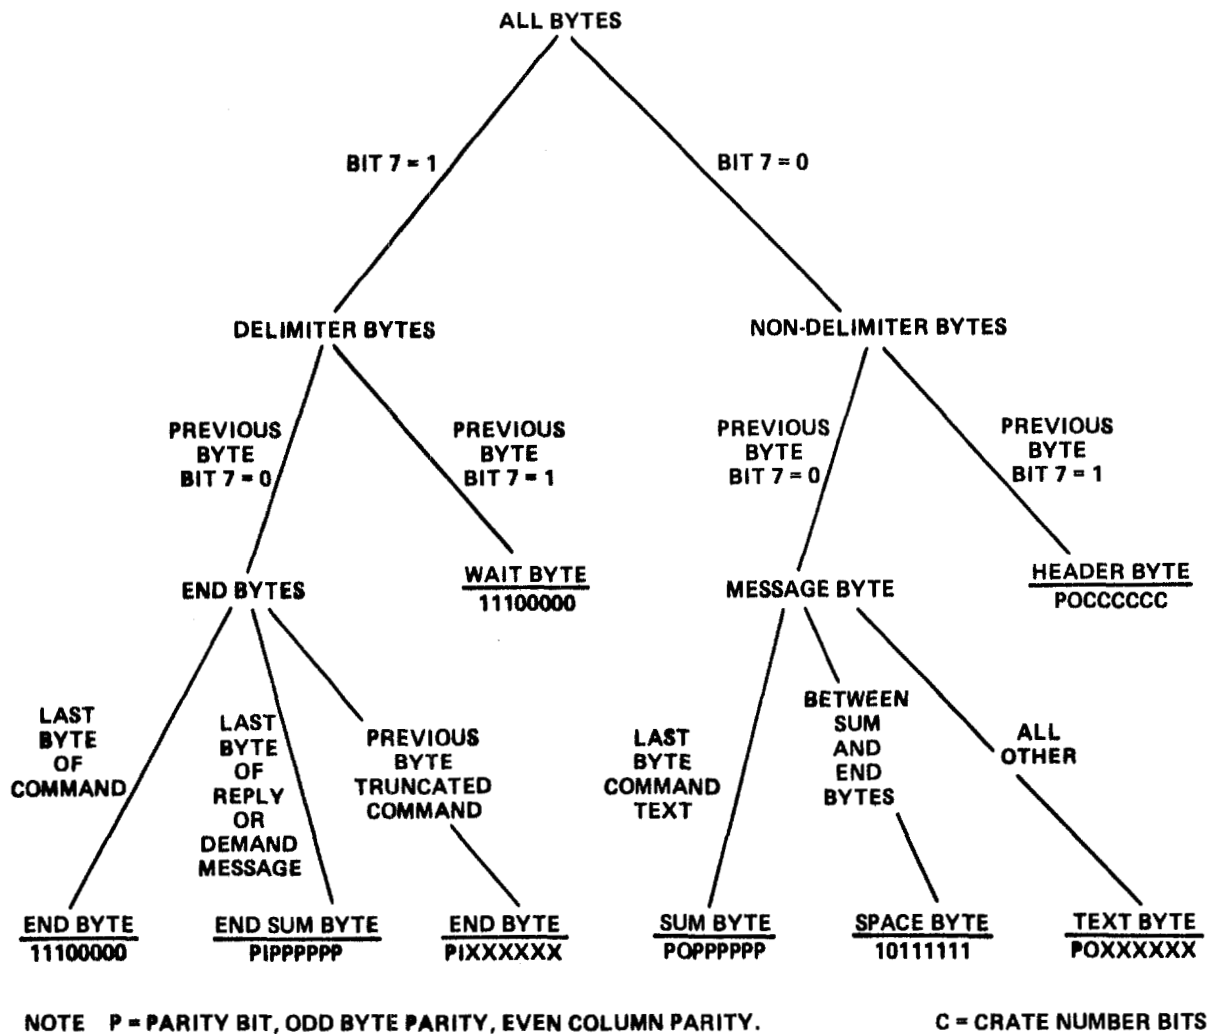 ALL BYTES
BIT 7 = 1
BIT 7 = 0
DELIMITER BYTES
NON-DELIMITER BYTES
PREVIOUS
BYTE
BIT 7 = 0
PREVIOUS
BYTE
BIT 7 = 1
PREVIOUS
BYTE
BIT 7 = 0
PREVIOUS
BYTE
BIT 7 = 1
END BYTES
WAIT BYTE
11100000
MESSAGE BYTE
HEADER BYTE
POCCCCCC
LAST
BYTE
OF
COMMAND
LAST
BYTE
OF
REPLY
OR
DEMAND
MESSAGE
PREVIOUS
BYTE
TRUNCATED
COMMAND
LAST
BYTE
COMMAND
TEXT
BETWEEN
SUM
AND
END
BYTES
ALL
OTHER
END BYTE
11100000
END SUM BYTE
PIPPPPPP
END BYTE
PIXXXXXX
SUM BYTE
POPPPPPP
SPACE BYTE
10111111
TEXT BYTE
POXXXXXX
NOTE P = PARITY BIT, ODD BYTE PARITY, EVEN COLUMN PARITY.
C = CRATE NUMBER BITS